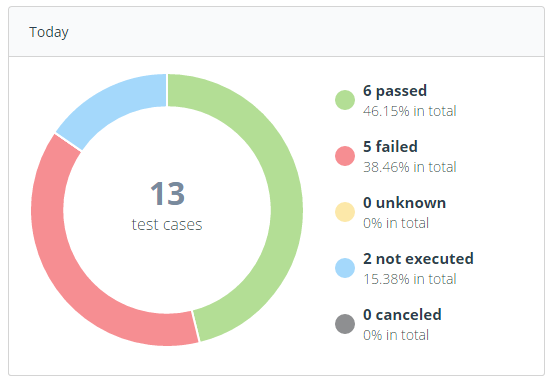 Today
13
test cases
6 passed
46.15% in total
5 failed
38.46% in total
0 unknown
0% in total
2 not executed
15.38% in total
0 canceled
0% in total